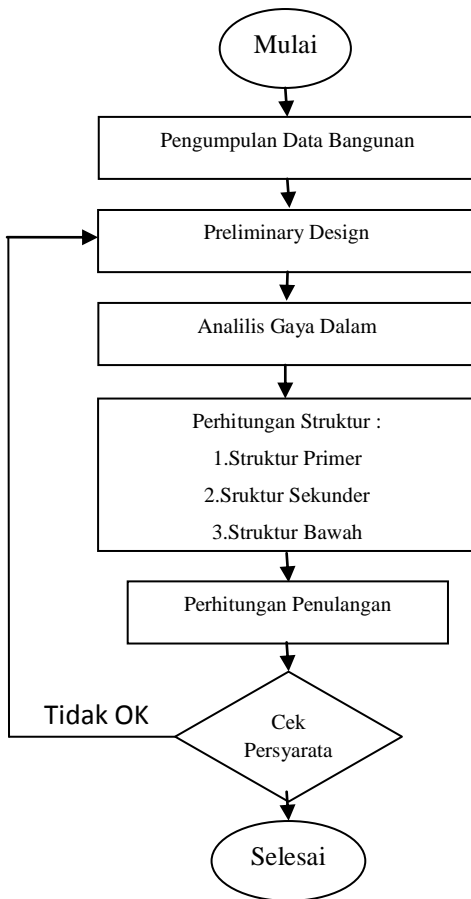 Mulai
Pengumpulan Data Bangunan
Preliminary Design
Analilis Gaya Dalam
Perhitungan Struktur :
1.Struktur Primer
2.Sruktur Sekunder
3.Struktur Bawah
Perhitungan Penulangan
Tidak OK
Cek
Persyarata
Selesai